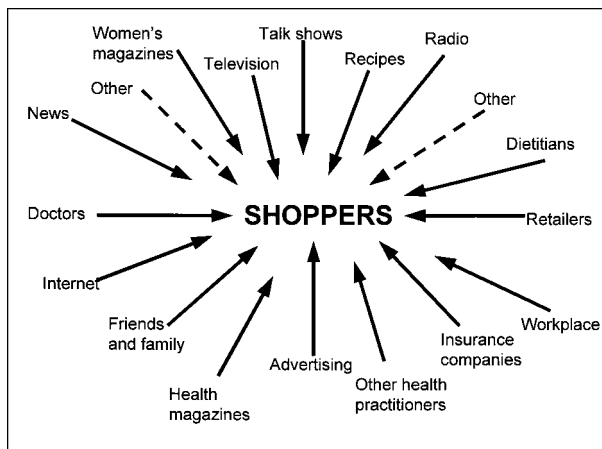 Women's
magazines
Talk shows
Radio
Television
Recipes
Other
Other
News
Dietitians
Doctors
SHOPPERS
Retailers
Internet
Friends
and family
Workplace
Insurance
companies
Advertising
Health
magazines
Other health
practitioners